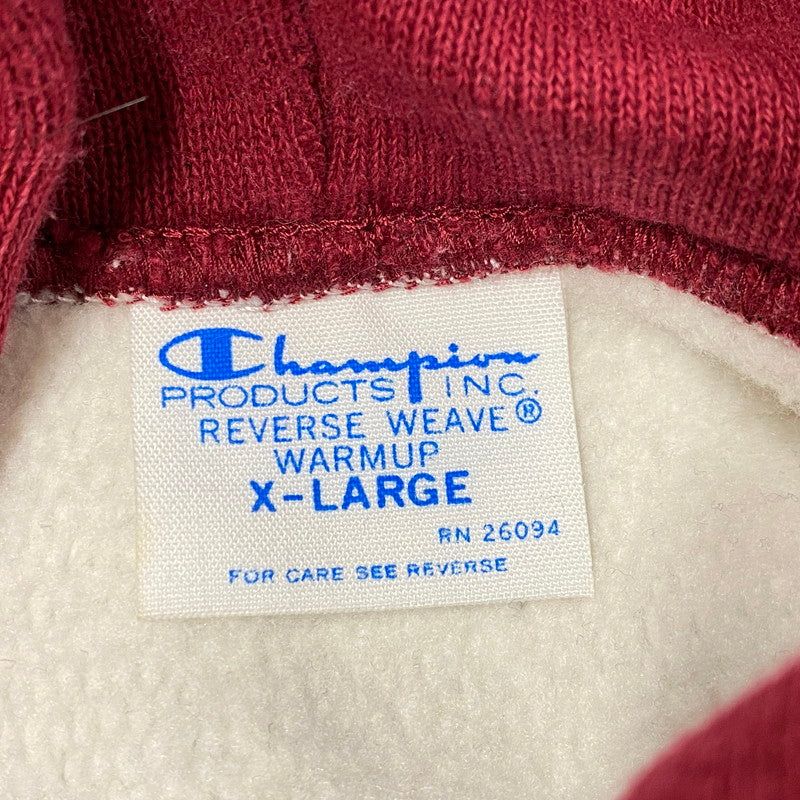 Champion
PRODUCTS INC.
REVERSE WEAVE®
WARMUP
X-LARGE
RN 26094
FOR CARE SEE REVERSE